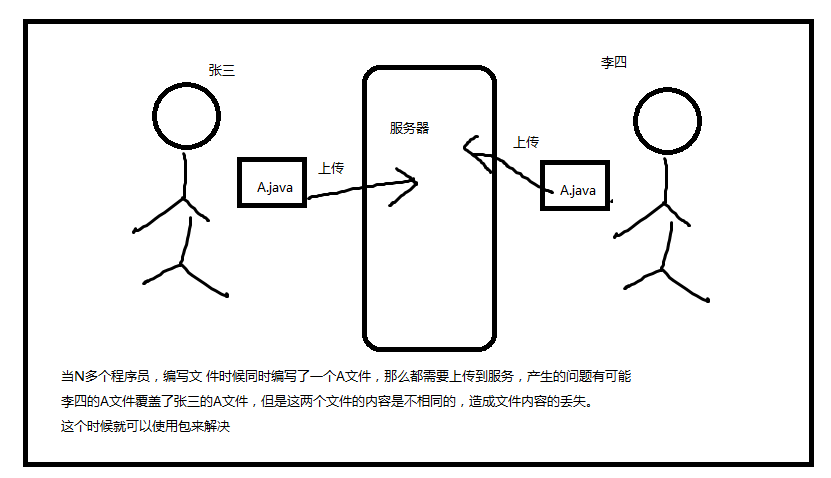 张三
李四
服务器
上传
上传
A.java
A.java
当N多个程序员，编写文 件时候同时编写了一个A文件，那么都需要上传到服务，产生的问题有可能
李四的A文件覆盖了张三的A文件，但是这两个文件的内容是不相同的，造成文件内容的丢失。
这个时候就可以使用包来解决